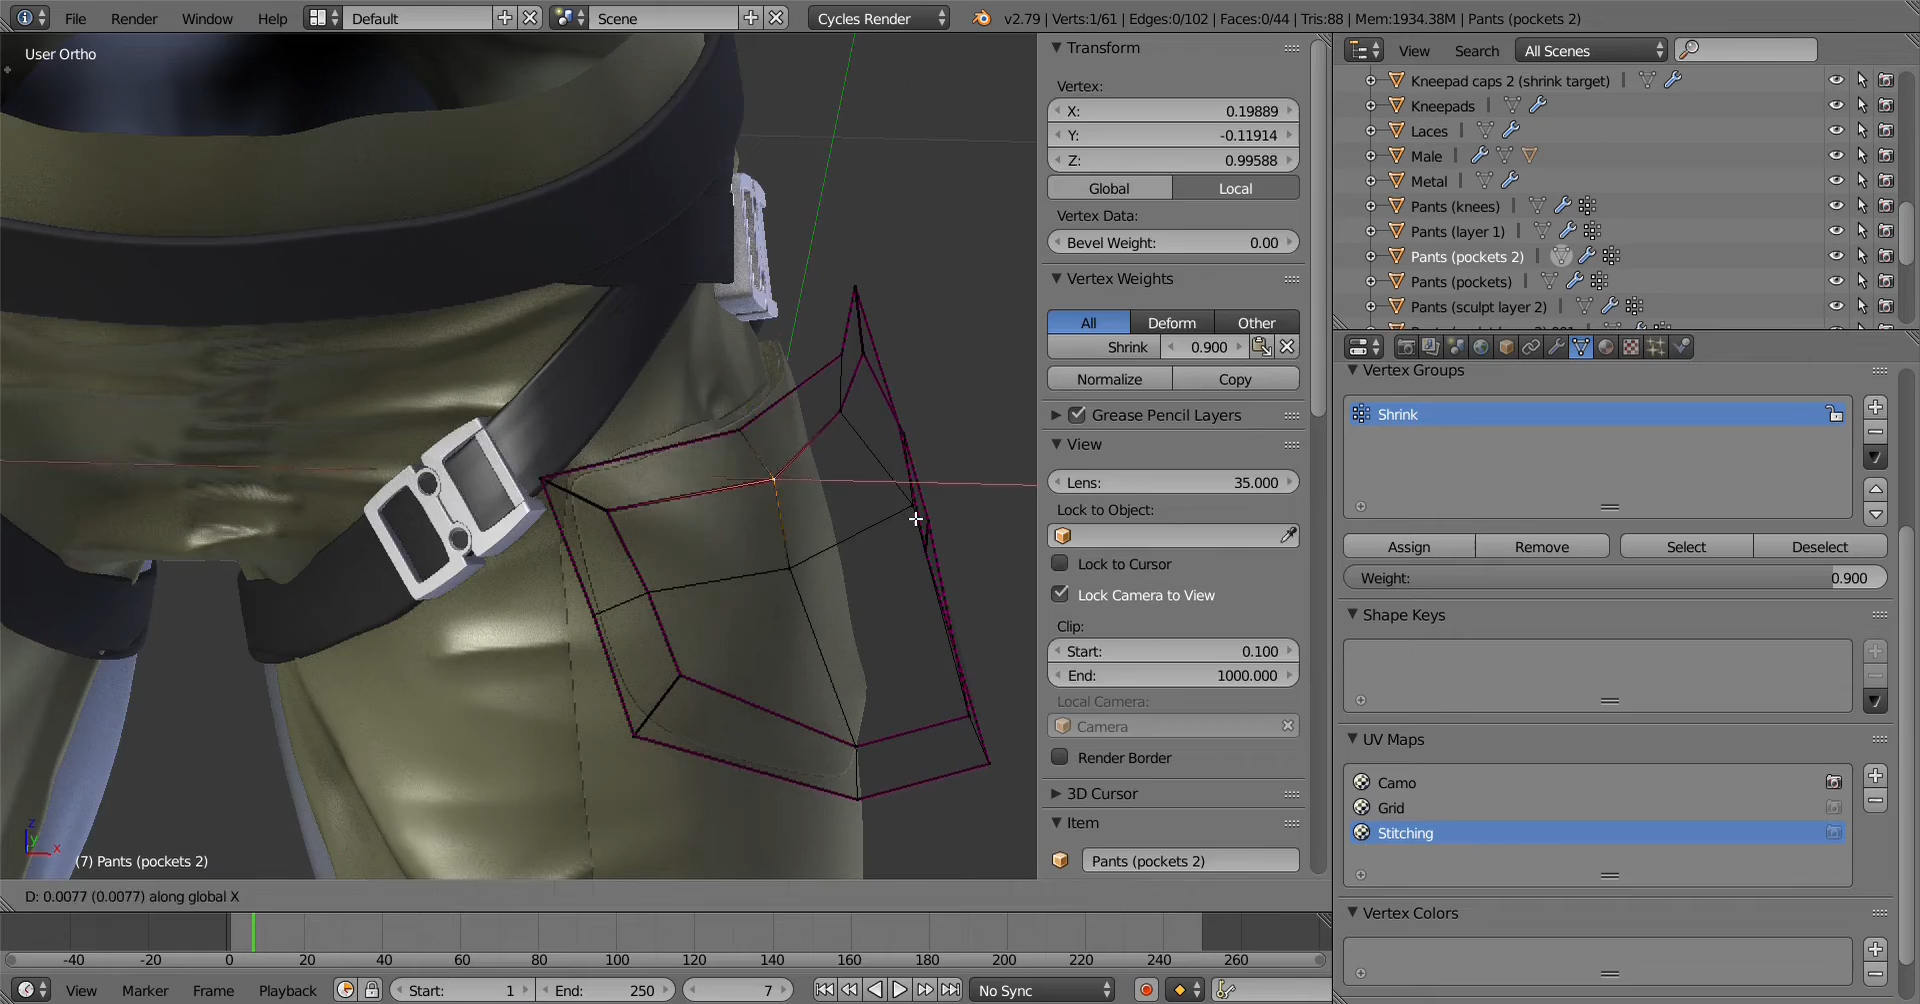 File Render Window Help Default Scene Cycles Render v2.79 | Verts:1/61 | Edges:0/102 | Faces:0/44 | Tris:88 | Mem:1934.38M | Pants (pockets 2)
User Ortho
(7) Pants (pockets 2)
z
y
x
D: 0.0077 (0.0077) along global X
Transform
Vertex:
X: 0.19889
Y: -0.11914
Z: 0.99588
Global Local
Vertex Data:
Bevel Weight: 0.00
Vertex Weights
All Deform Other
Shrink 0.900
Normalize Copy
Grease Pencil Layers
View
Lens: 35.000
Lock to Object:
Lock to Cursor
Lock Camera to View
Clip:
Start: 0.100
End: 1000.000
Local Camera:
Camera
Render Border
3D Cursor
Item
Pants (pockets 2)
View Search All Scenes
Kneepad caps 2 (shrink target)
Kneepads
Laces
Male
Metal
Pants (knees)
Pants (layer 1)
Pants (pockets 2)
Pants (pockets)
Pants (sculpt layer 2)
Vertex Groups
Shrink
Assign Remove Select Deselect
Weight: 0.900
Shape Keys
UV Maps
Camo
Grid
Stitching
Vertex Colors
-40 -20 0 20 40 60 80 100 120 140 160 180 200 220 240 260
View Marker Frame Playback Start: 1 End: 250 7 No Sync